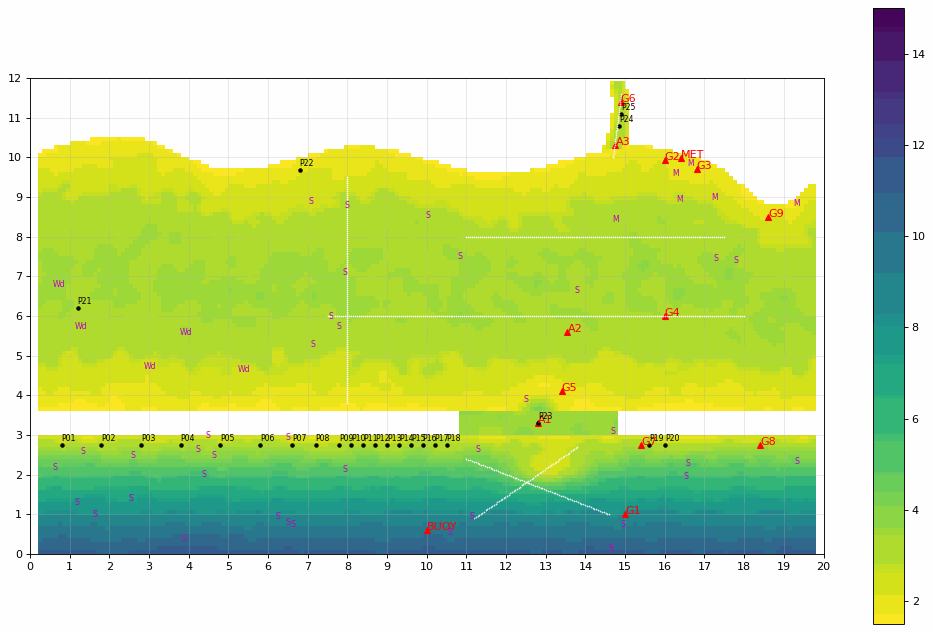 12
11
10
9
8
7
6
5
4
3
2
1
0
0 1 2 3 4 5 6 7 8 9 10 11 12 13 14 15 16 17 18 19 20
14
12
10
8
6
4
2
G6
P25
P24
A3
G2 MET
M
G3
M
P22
S S M M M
S M G9
S S S
Wd S S
P21
S G4
Wd Wd S A2
S
Wd Wd
G5
S
P23
A1
S S S
P01 P02 P03 P04 P05 P06 P07 P08 P09 P10 P11 P12 P13 P14 P15 P16 P17 P18 G7 P19 P20 G8
S S S S S
S S S S S
S S
S S
S S S G1
S S S
BUOY S
S S